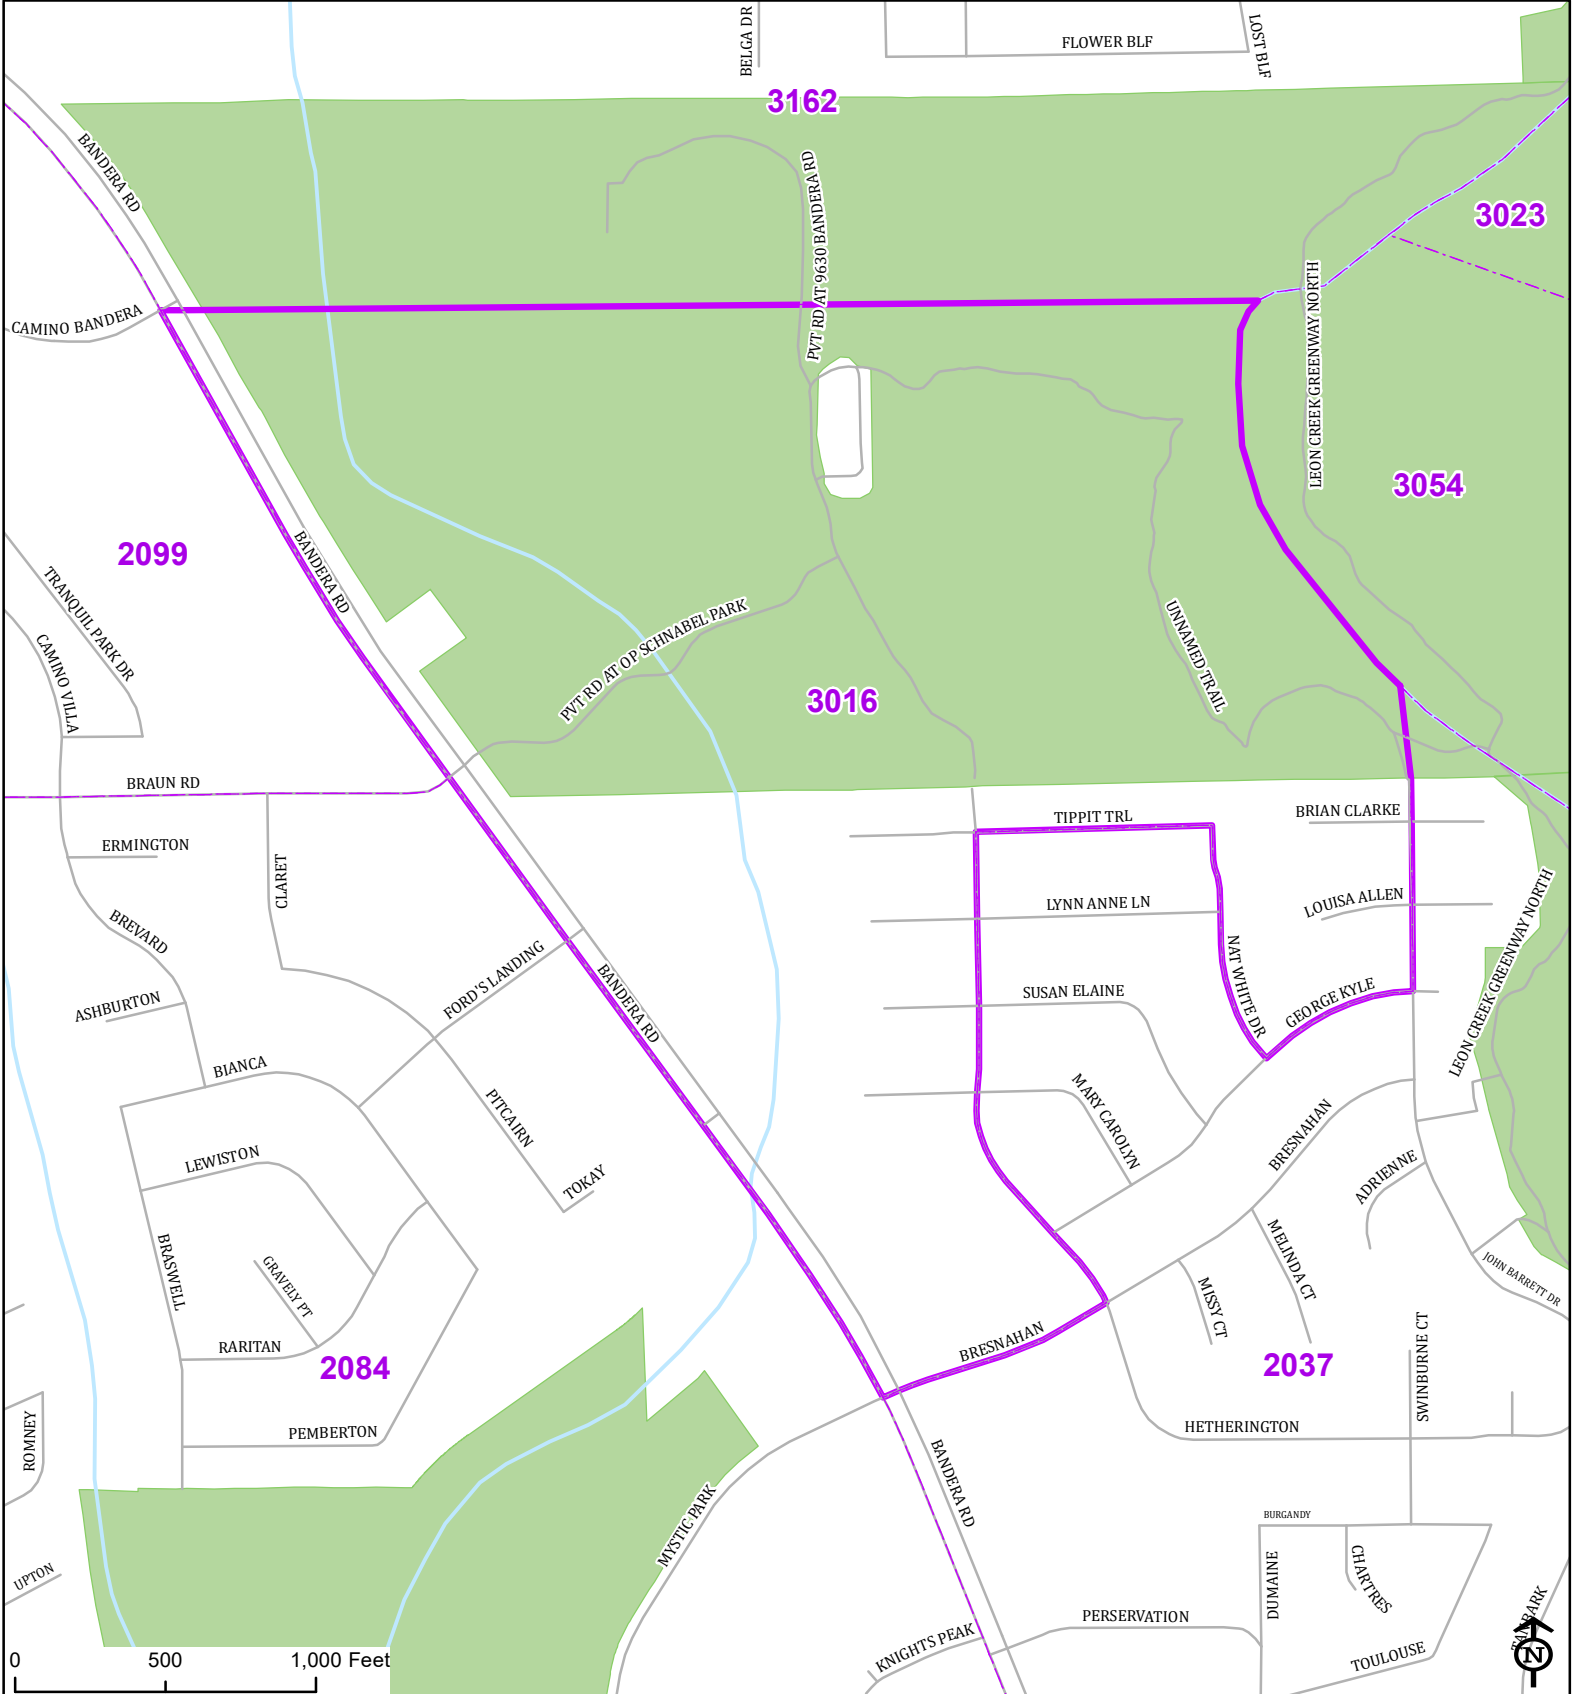 BELGA DR
FLOWER BLF
LOST BLF
3162
BANDERA RD
PVT RD AT 9630 BANDERA RD
3023
CAMINO BANDERA
LEON CREEK GREENWAY NORTH
3054
2099
BANDERA RD
TRANQUIL PARK DR
CAMINO VILLA
PVT RD AT OP SCHNABEL PARK
UNNAMED TRAIL
3016
BRAUN RD
TIPPIT TRL
BRIAN CLARKE
ERMINGTON
CLARET
LYNN ANNE LN
LOUISA ALLEN
BREVARD
NAT WHITE DR
LEON CREEK GREENWAY NORTH
FORD'S LANDING
BANDERA RD
SUSAN ELAINE
GEORGE KYLE
ASHBURTON
BIANCA
PITCAIRN
MARY CAROLYN
BRESNAHAN
LEWISTON
TOKAY
ADRIENNE
BRASWELL
GRAVELY PT
MELINDA CT
MISSY CT
JOHN BARRETT DR
RARITAN
2084
BRESNAHAN
2037
SWINBURNE CT
ROMNEY
PEMBERTON
HETHERINGTON
BANDERA RD
MYSTIC PARK
BURGANDY
DUMAINE
CHARTRES
UPTON
PERSERVATION
KNIGHTS PEAK
TOULOUSE
TANBARK
N
0 500 1,000 Feet